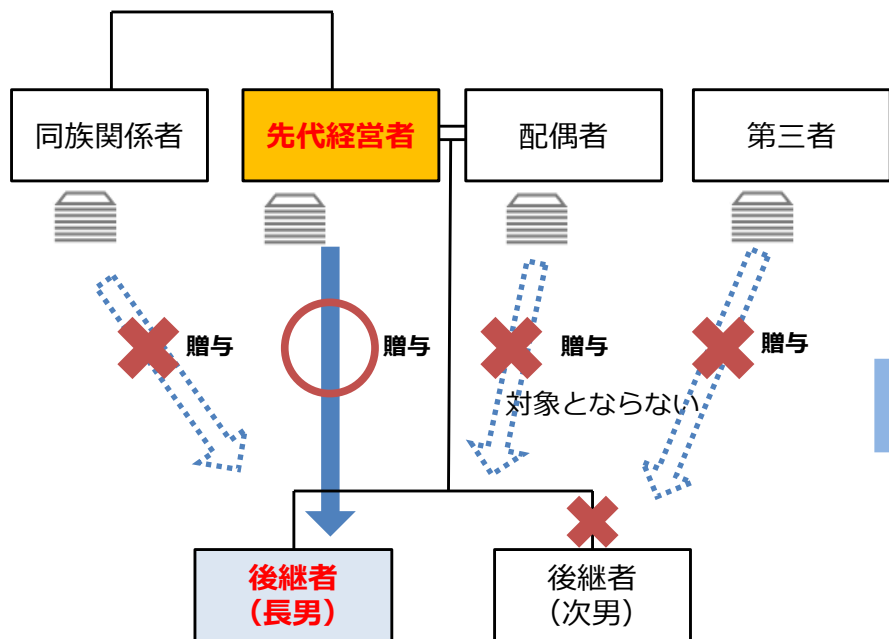 同族関係者
先代経営者
配偶者
第三者
贈与
贈与
贈与
贈与
対象とならない
後継者
（長男）
後継者
（次男）